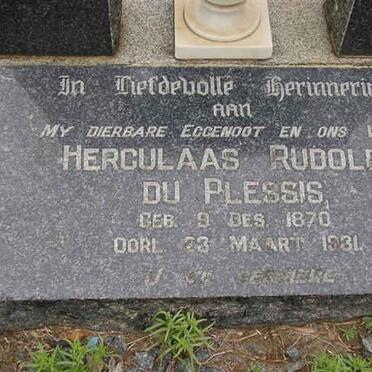 In Liefdevolle Herinneri
AAN
MY DIERBARE EGGENOOT EN ONS V
HERCULAAS RUDOL
DU PLESSIS,
GEB. 9 DES. 1870
OORL. 23 MAART 1931.